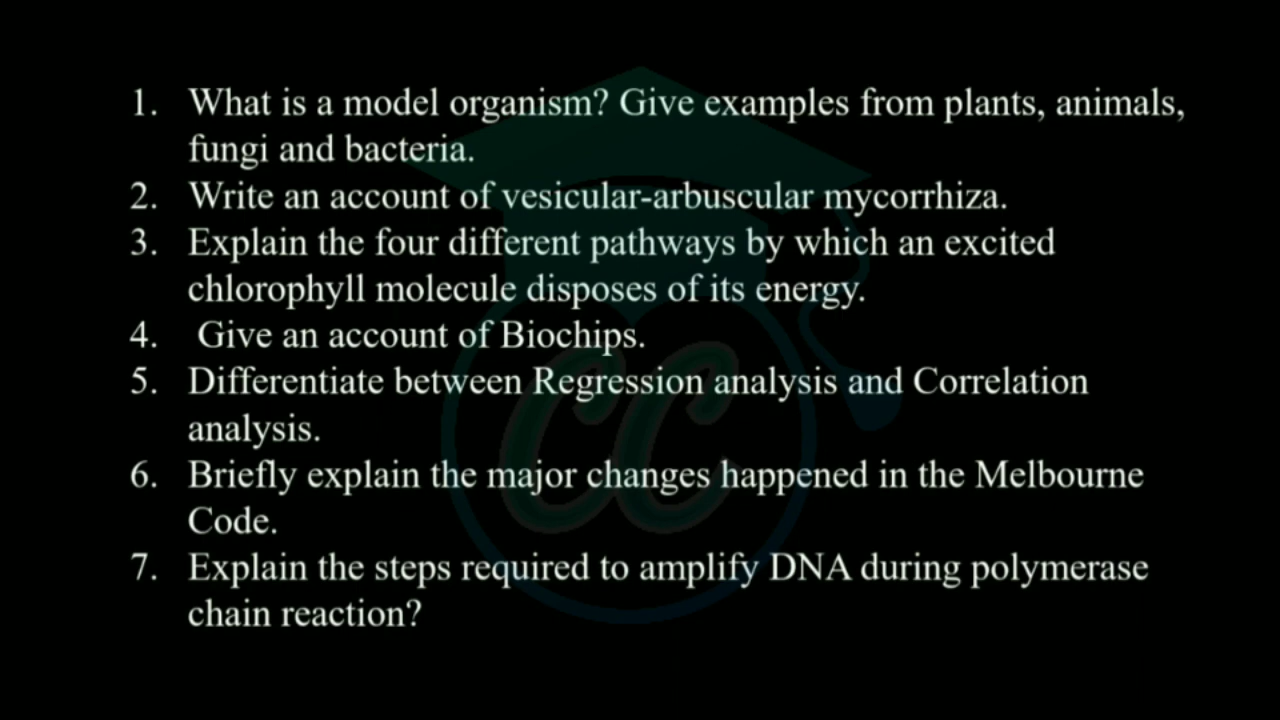 1. What is a model organism? Give examples from plants, animals,
fungi and bacteria.
2. Write an account of vesicular-arbuscular mycorrhiza.
3. Explain the four different pathways by which an excited
chlorophyll molecule disposes of its energy.
4. Give an account of Biochips.
5. Differentiate between Regression analysis and Correlation
analysis.
6. Briefly explain the major changes happened in the Melbourne
Code.
7. Explain the steps required to amplify DNA during polymerase
chain reaction?
CC